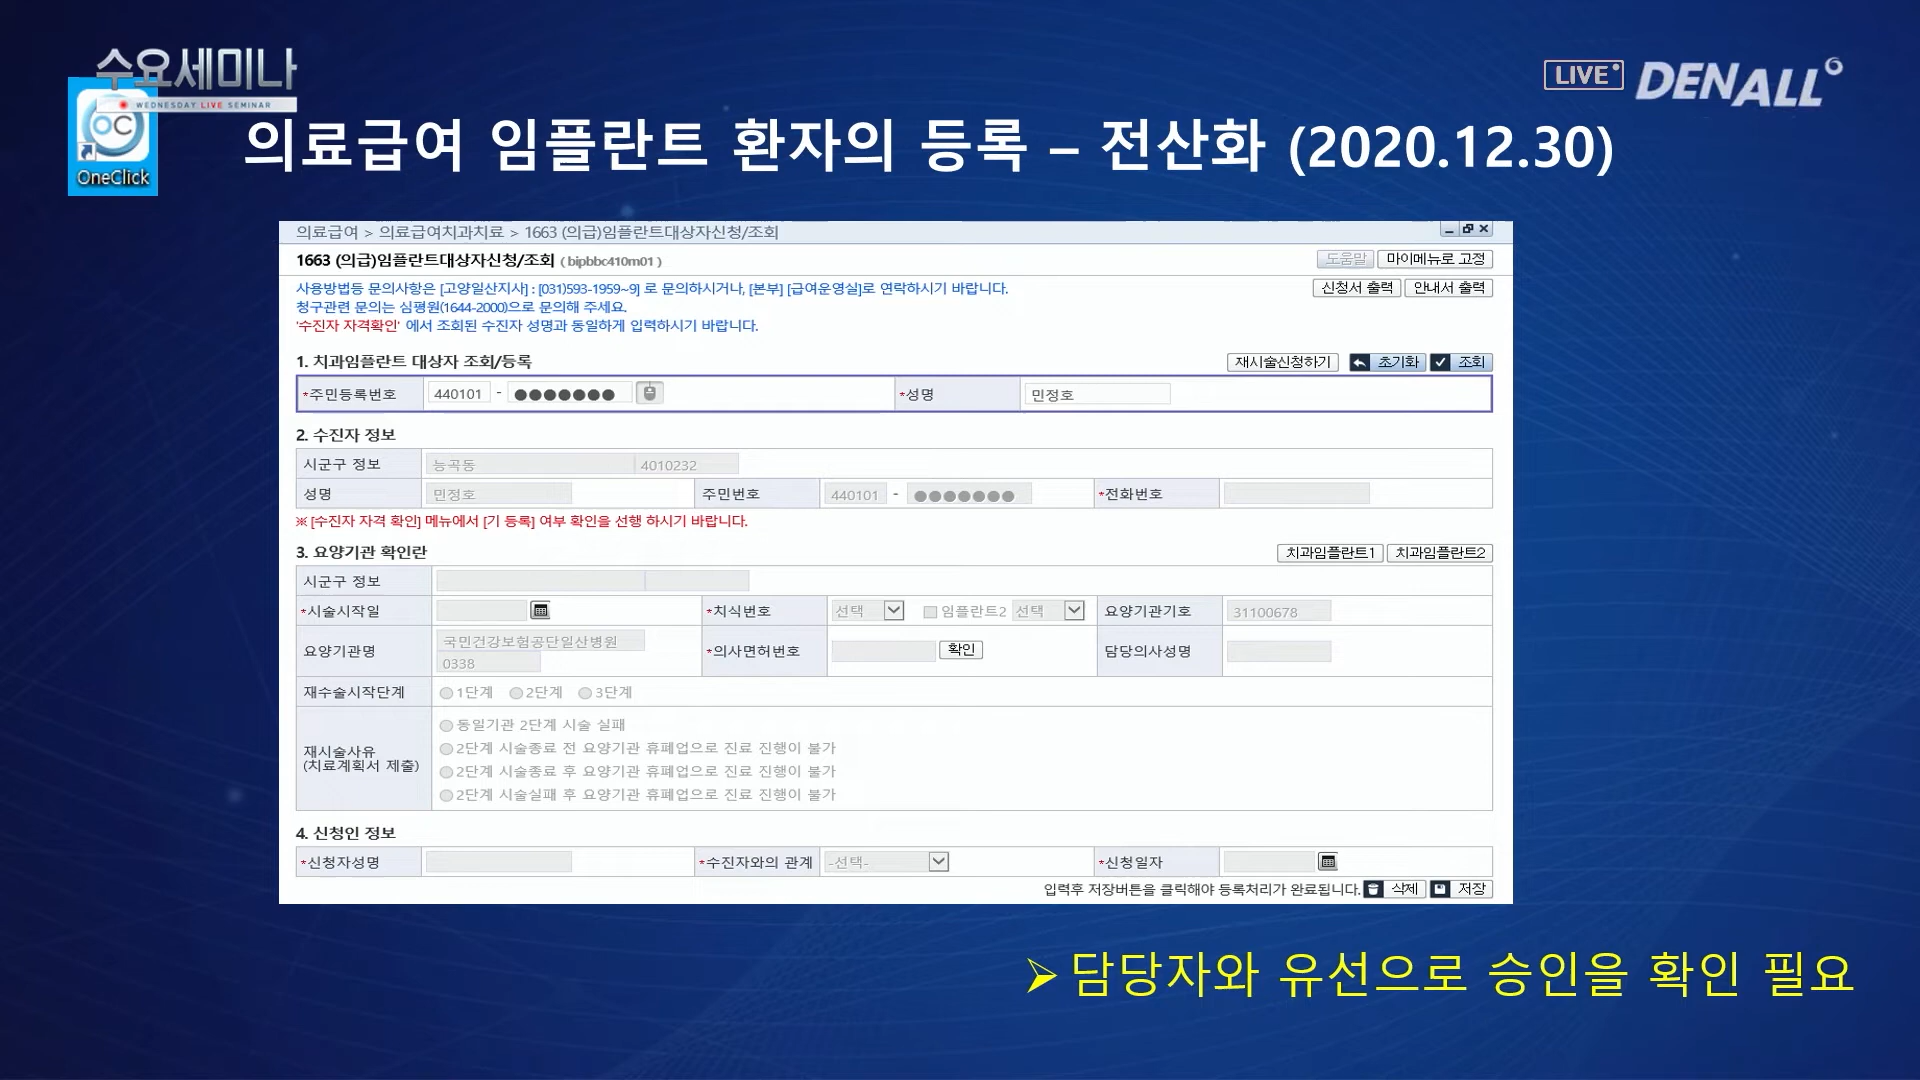 수요세미나
WEDNESDAY LIVE SEMINAR
OC
OneClick
LIVE
DENALL
의료급여 임플란트 환자의 등록 – 전산화 (2020.12.30)
의료급여 > 의료급여치과치료 > 1663 (의급)임플란트대상자신청/조회
1663 (의급)임플란트대상자신청/조회 ( bipbbc410m01 )
도움말 마이메뉴로 고정
사용방법등 문의사항은 [고양일산지사] : [031)593-1959~9] 로 문의하시거나, [본부] [급여운영실]로 연락하시기 바랍니다.
신청서 출력 안내서 출력
청구관련 문의는 심평원(1644-2000)으로 문의해 주세요.
'수진자 자격확인' 에서 조회된 수진자 성명과 동일하게 입력하시기 바랍니다.
1. 치과임플란트 대상자 조회/등록
재시술신청하기 초기화 조회
*주민등록번호 440101 - ●●●●●●● *성명 민정호
2. 수진자 정보
시군구 정보 능곡동 4010232
성명 민정호 주민번호 440101 - ●●●●●●● *전화번호
※ [수진자 자격 확인] 메뉴에서 [기 등록] 여부 확인을 선행 하시기 바랍니다.
3. 요양기관 확인란
치과임플란트1 치과임플란트2
시군구 정보
*시술시작일 *치식번호 선택 임플란트2 선택 요양기관기호 31100678
요양기관명 국민건강보험공단일산병원 *의사면허번호 확인 담당의사성명
0338
재수술시작단계 1단계 2단계 3단계
재시술사유
(치료계획서 제출)
동일기관 2단계 시술 실패
2단계 시술종료 전 요양기관 휴폐업으로 진료 진행이 불가
2단계 시술종료 후 요양기관 휴폐업으로 진료 진행이 불가
2단계 시술실패 후 요양기관 휴폐업으로 진료 진행이 불가
4. 신청인 정보
*신청자성명 *수진자와의 관계 -선택- *신청일자
입력후 저장버튼을 클릭해야 등록처리가 완료됩니다. 삭제 저장
➢ 담당자와 유선으로 승인을 확인 필요